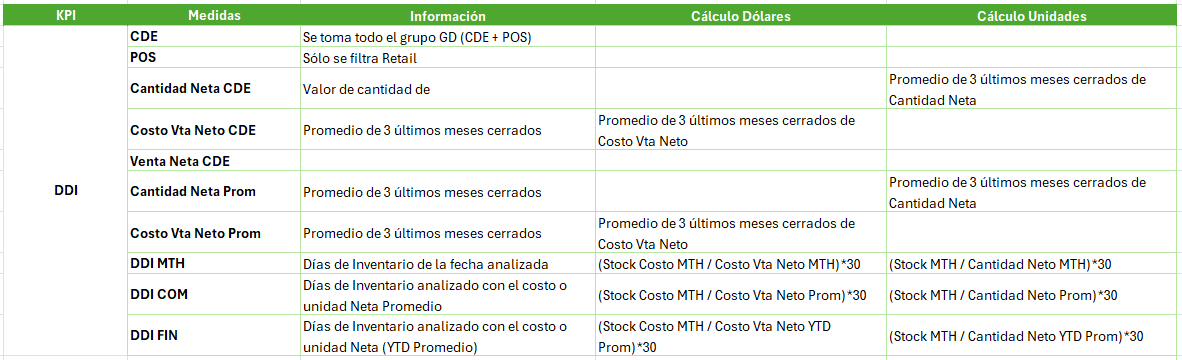 KPI Medidas Información Cálculo Dólares Cálculo Unidades
DDI
CDE Se toma todo el grupo GD (CDE + POS)
POS Sólo se filtra Retail
Cantidad Neta CDE Valor de cantidad de Promedio de 3 últimos meses cerrados de
Cantidad Neta
Costo Vta Neto CDE Promedio de 3 últimos meses cerrados Promedio de 3 últimos meses cerrados de
Costo Vta Neto
Venta Neta CDE
Cantidad Neta Prom Promedio de 3 últimos meses cerrados Promedio de 3 últimos meses cerrados de
Cantidad Neta
Costo Vta Neto Prom Promedio de 3 últimos meses cerrados Promedio de 3 últimos meses cerrados de
Costo Vta Neto
DDI MTH Días de Inventario de la fecha analizada (Stock Costo MTH / Costo Vta Neto MTH)*30 (Stock MTH / Cantidad Neto MTH)*30
DDI COM Días de Inventario analizado con el costo o
unidad Neta Promedio (Stock Costo MTH / Costo Vta Neto Prom)*30 (Stock MTH / Cantidad Neto Prom)*30
DDI FIN Días de Inventario analizado con el costo o
unidad Neta (YTD Promedio) (Stock Costo MTH / Costo Vta Neto YTD
Prom)*30 (Stock MTH / Cantidad Neto YTD Prom)*30